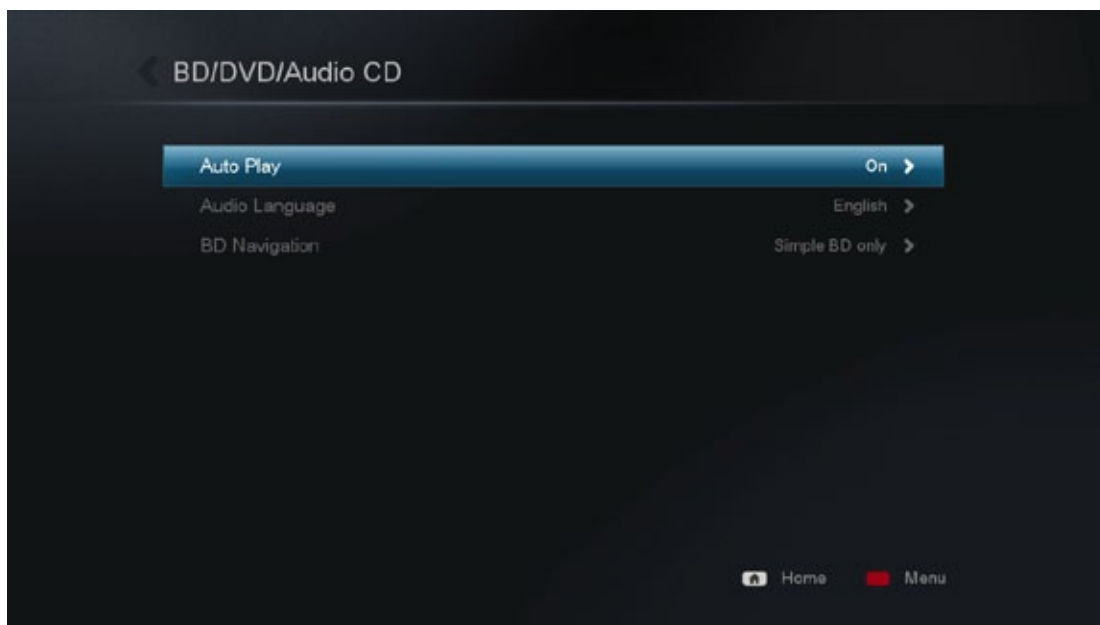 BD/DVD/Audio CD
Auto Play On
Audio Language English
BD Navigation Simple BD only
Home Menu